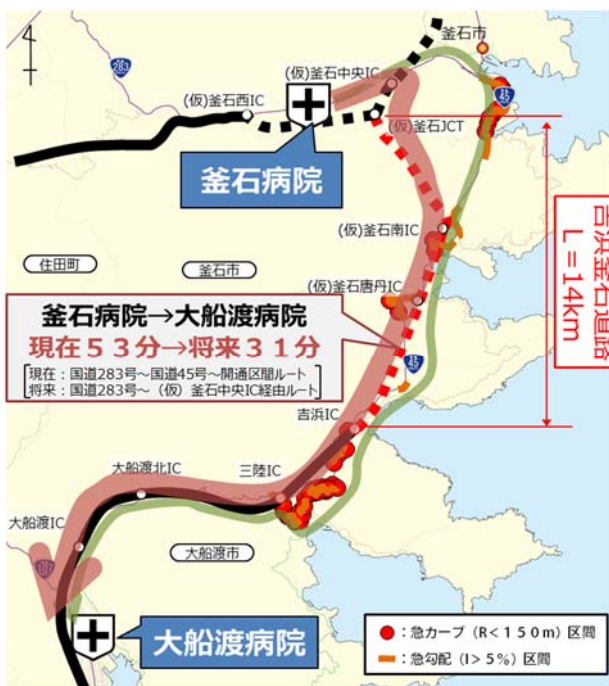 4
283
釜石市
(仮)釜石中央IC
国道
45
(仮)釜石西IC
(仮)釜石JCT
釜石病院
吉浜釜石道路
L=14km
(仮)釜石南IC
住田町
釜石市
(仮)釜石唐丹IC
釜石病院→大船渡病院
現在53分→将来31分
現在:国道283号~国道45号~開通区間ルート
将来:国道283号~(仮)釜石中央IC経由ルート
45
吉浜IC
大船渡北IC
三陸IC
大船渡IC
大船渡市
107
大船渡病院
:急カーブ(R<150m)区間
:急勾配(I>5%)区間